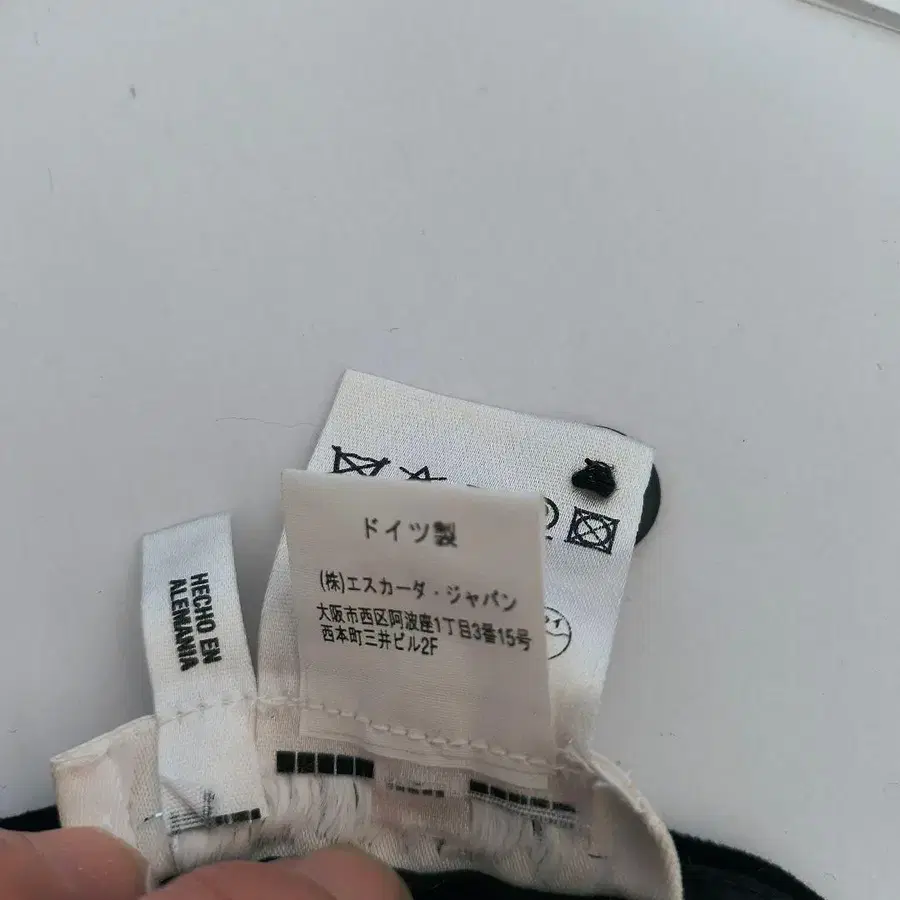 HECHO EN
ALEMANIA
ドイツ製
(株)エスカーダ・ジャパン
大阪市西区阿波座1丁目3番15号
西本町三井ビル2F